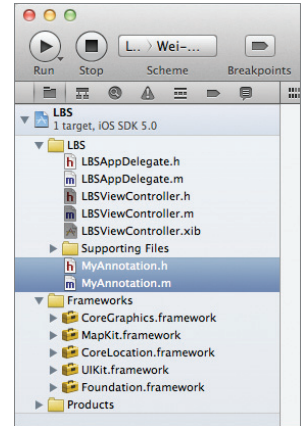 L... › Wei-...
Run Stop Scheme Breakpoints
LBS
1 target, iOS SDK 5.0
LBS
h LBSAppDelegate.h
m LBSAppDelegate.m
h LBSViewController.h
m LBSViewController.m
LBSViewController.xib
Supporting Files
h MyAnnotation.h
m MyAnnotation.m
Frameworks
CoreGraphics.framework
MapKit.framework
CoreLocation.framework
UIKit.framework
Foundation.framework
Products